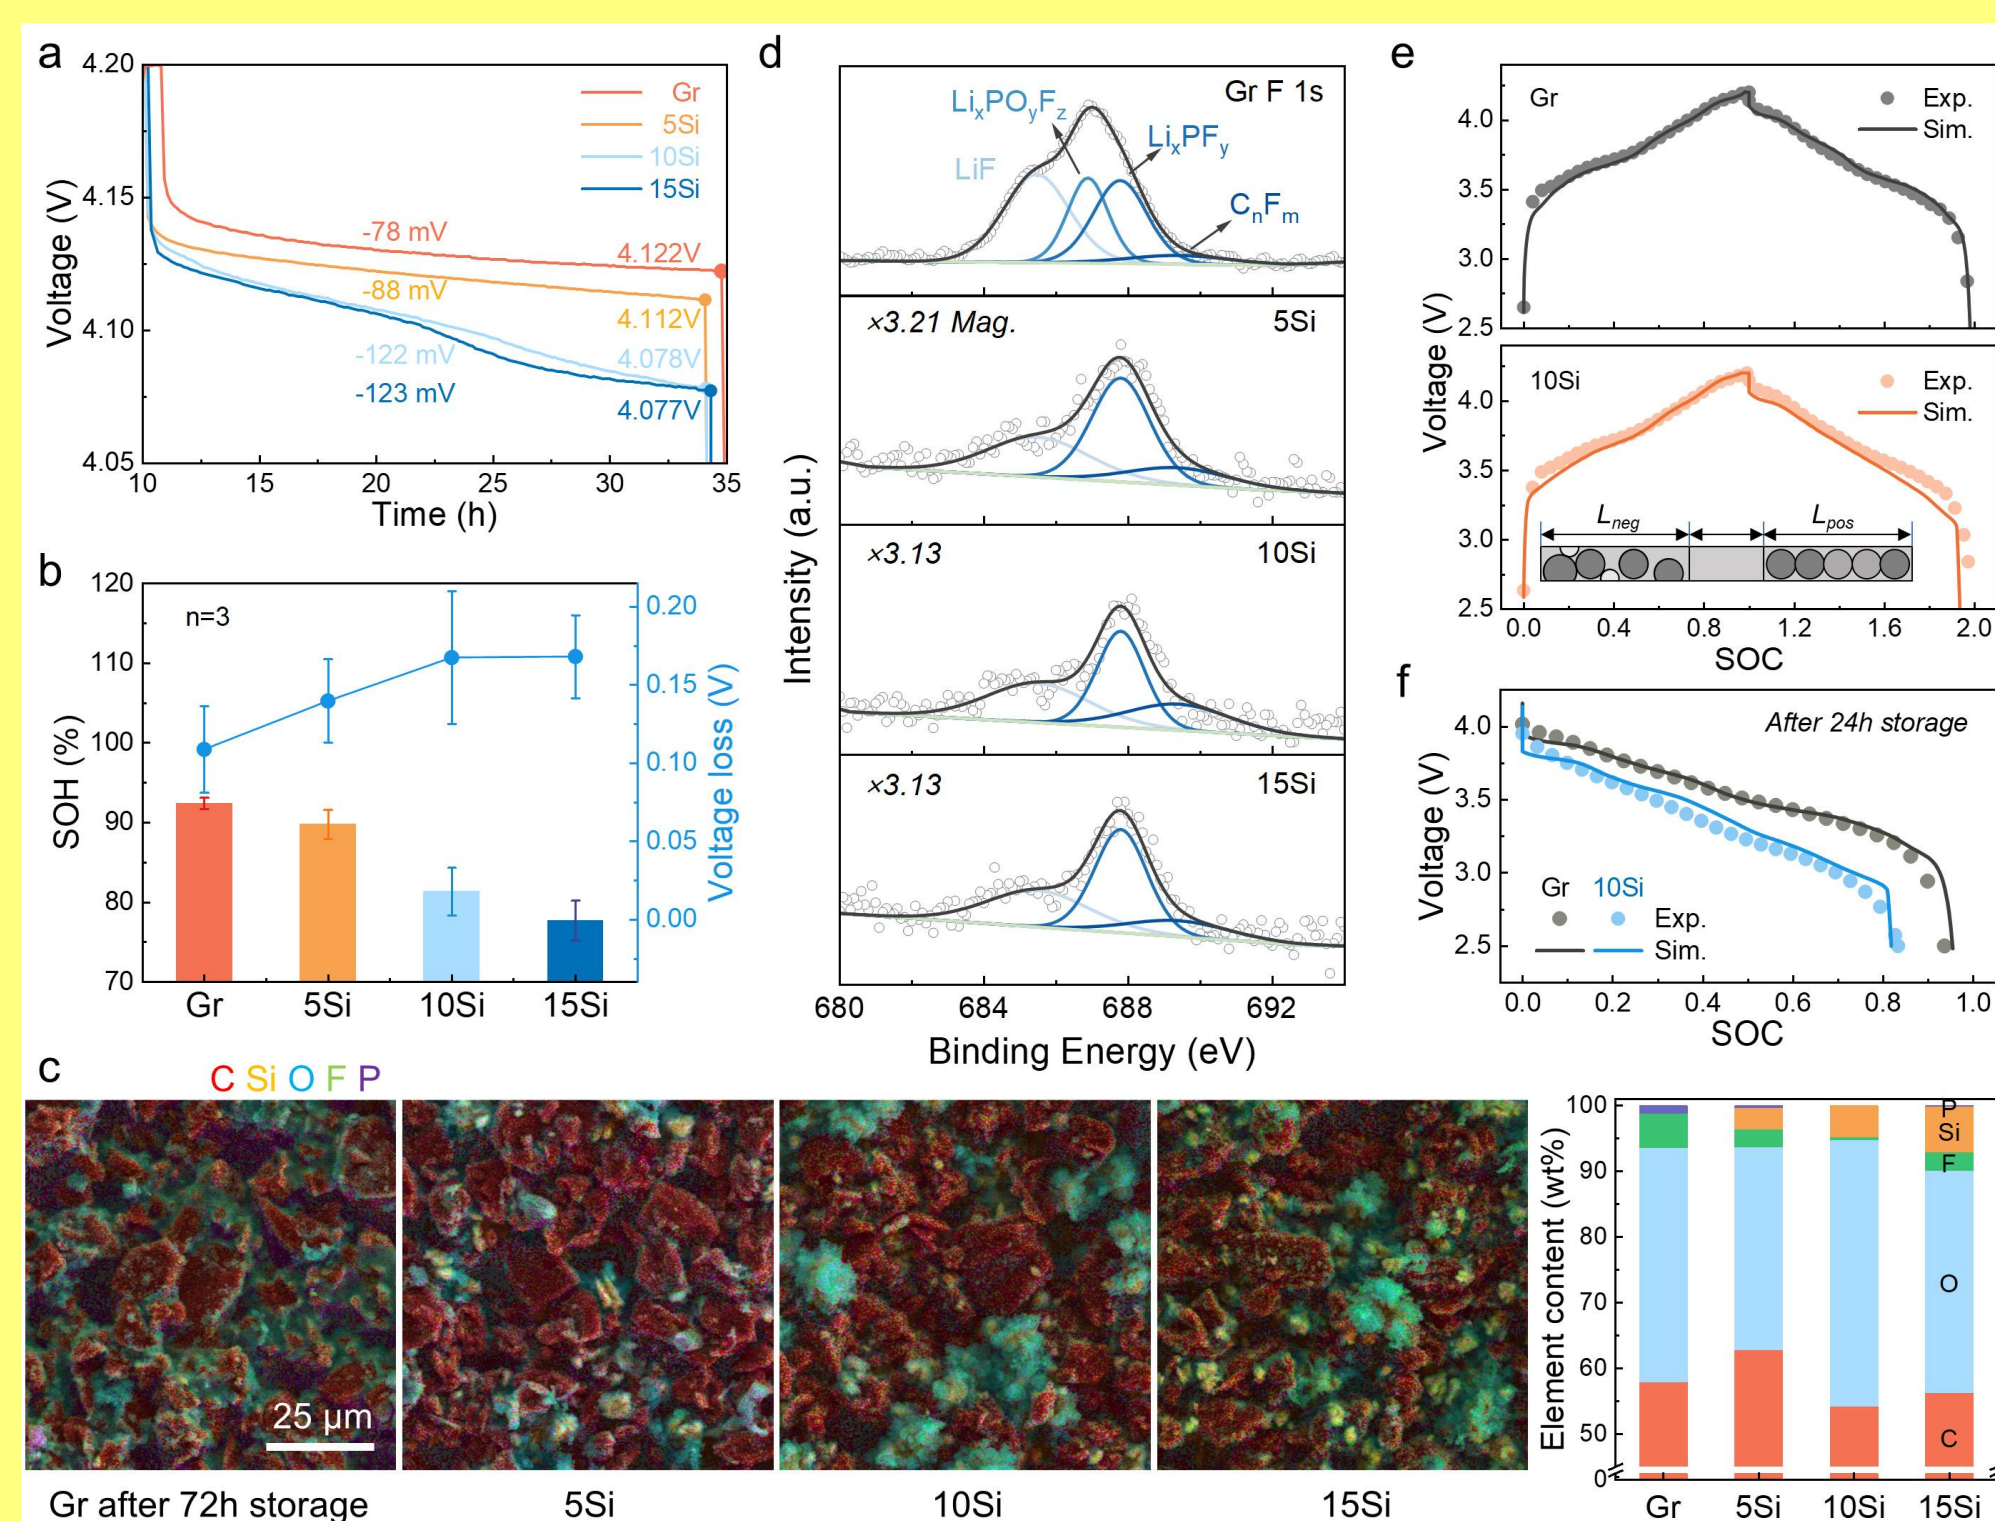 a
4.20
4.15
4.10
4.05
Voltage (V)
10 15 20 25 30 35
Time (h)
Gr
5Si
10Si
15Si
-78 mV
4.122V
-88 mV
4.112V
-122 mV
4.078V
-123 mV
4.077V
b
120
110
100
90
80
70
SOH (%)
n=3
0.20
0.15
0.10
0.05
0.00
Voltage loss (V)
Gr 5Si 10Si 15Si
c
C Si O F P
25 µm
Gr after 72h storage
5Si
10Si
15Si
100
90
80
70
60
50
0
Element content (wt%)
P
Si
F
O
C
Gr 5Si 10Si 15Si
d
Gr F 1s
LiₓPOᵧF_z
LiₓPFᵧ
LiF
CₙFₘ
×3.21 Mag.
5Si
×3.13
10Si
×3.13
15Si
Intensity (a.u.)
680 684 688 692
Binding Energy (eV)
e
Gr
Exp.
Sim.
4.0
3.5
3.0
2.5
Voltage (V)
10Si
Exp.
Sim.
4.0
3.5
3.0
2.5
L_neg
L_pos
0.0 0.4 0.8 1.2 1.6 2.0
SOC
f
After 24h storage
4.0
3.5
3.0
2.5
Voltage (V)
Gr 10Si
Exp.
Sim.
0.0 0.2 0.4 0.6 0.8 1.0
SOC